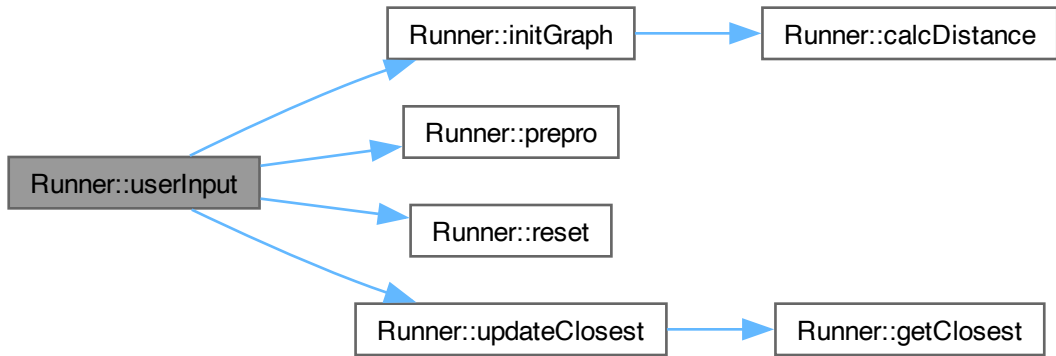 Runner::initGraph
Runner::calcDistance
Runner::prepro
Runner::userInput
Runner::reset
Runner::updateClosest
Runner::getClosest